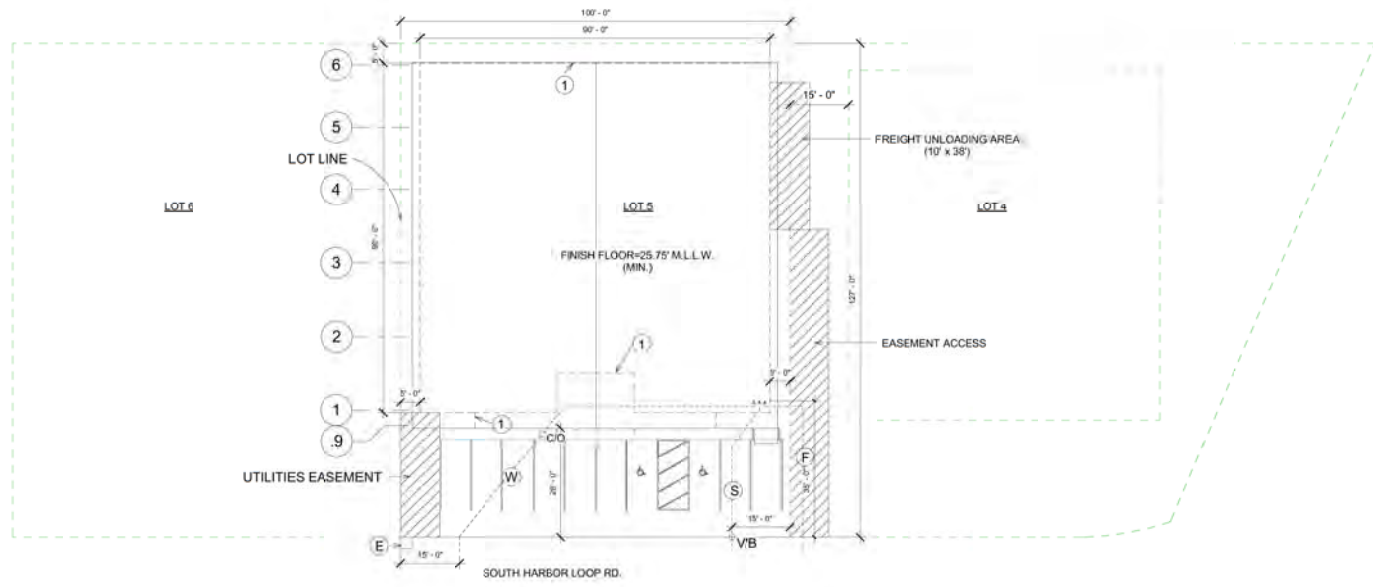 100' - 0"
90' - 0"
5' - 0"
6
1
15' - 0"
5
FREIGHT UNLOADING AREA
(10' x 38')
LOT LINE
4
LOT 6
LOT 5
LOT 4
FINISH FLOOR=25.75' M.L.L.W.
(MIN.)
3
127' - 0"
2
1
EASEMENT ACCESS
5' - 0"
1
1
.9
C/O
UTILITIES EASEMENT
W
28' - 0"
S
F
35' - 0"
15' - 0"
E
15' - 0"
V'B
SOUTH HARBOR LOOP RD.